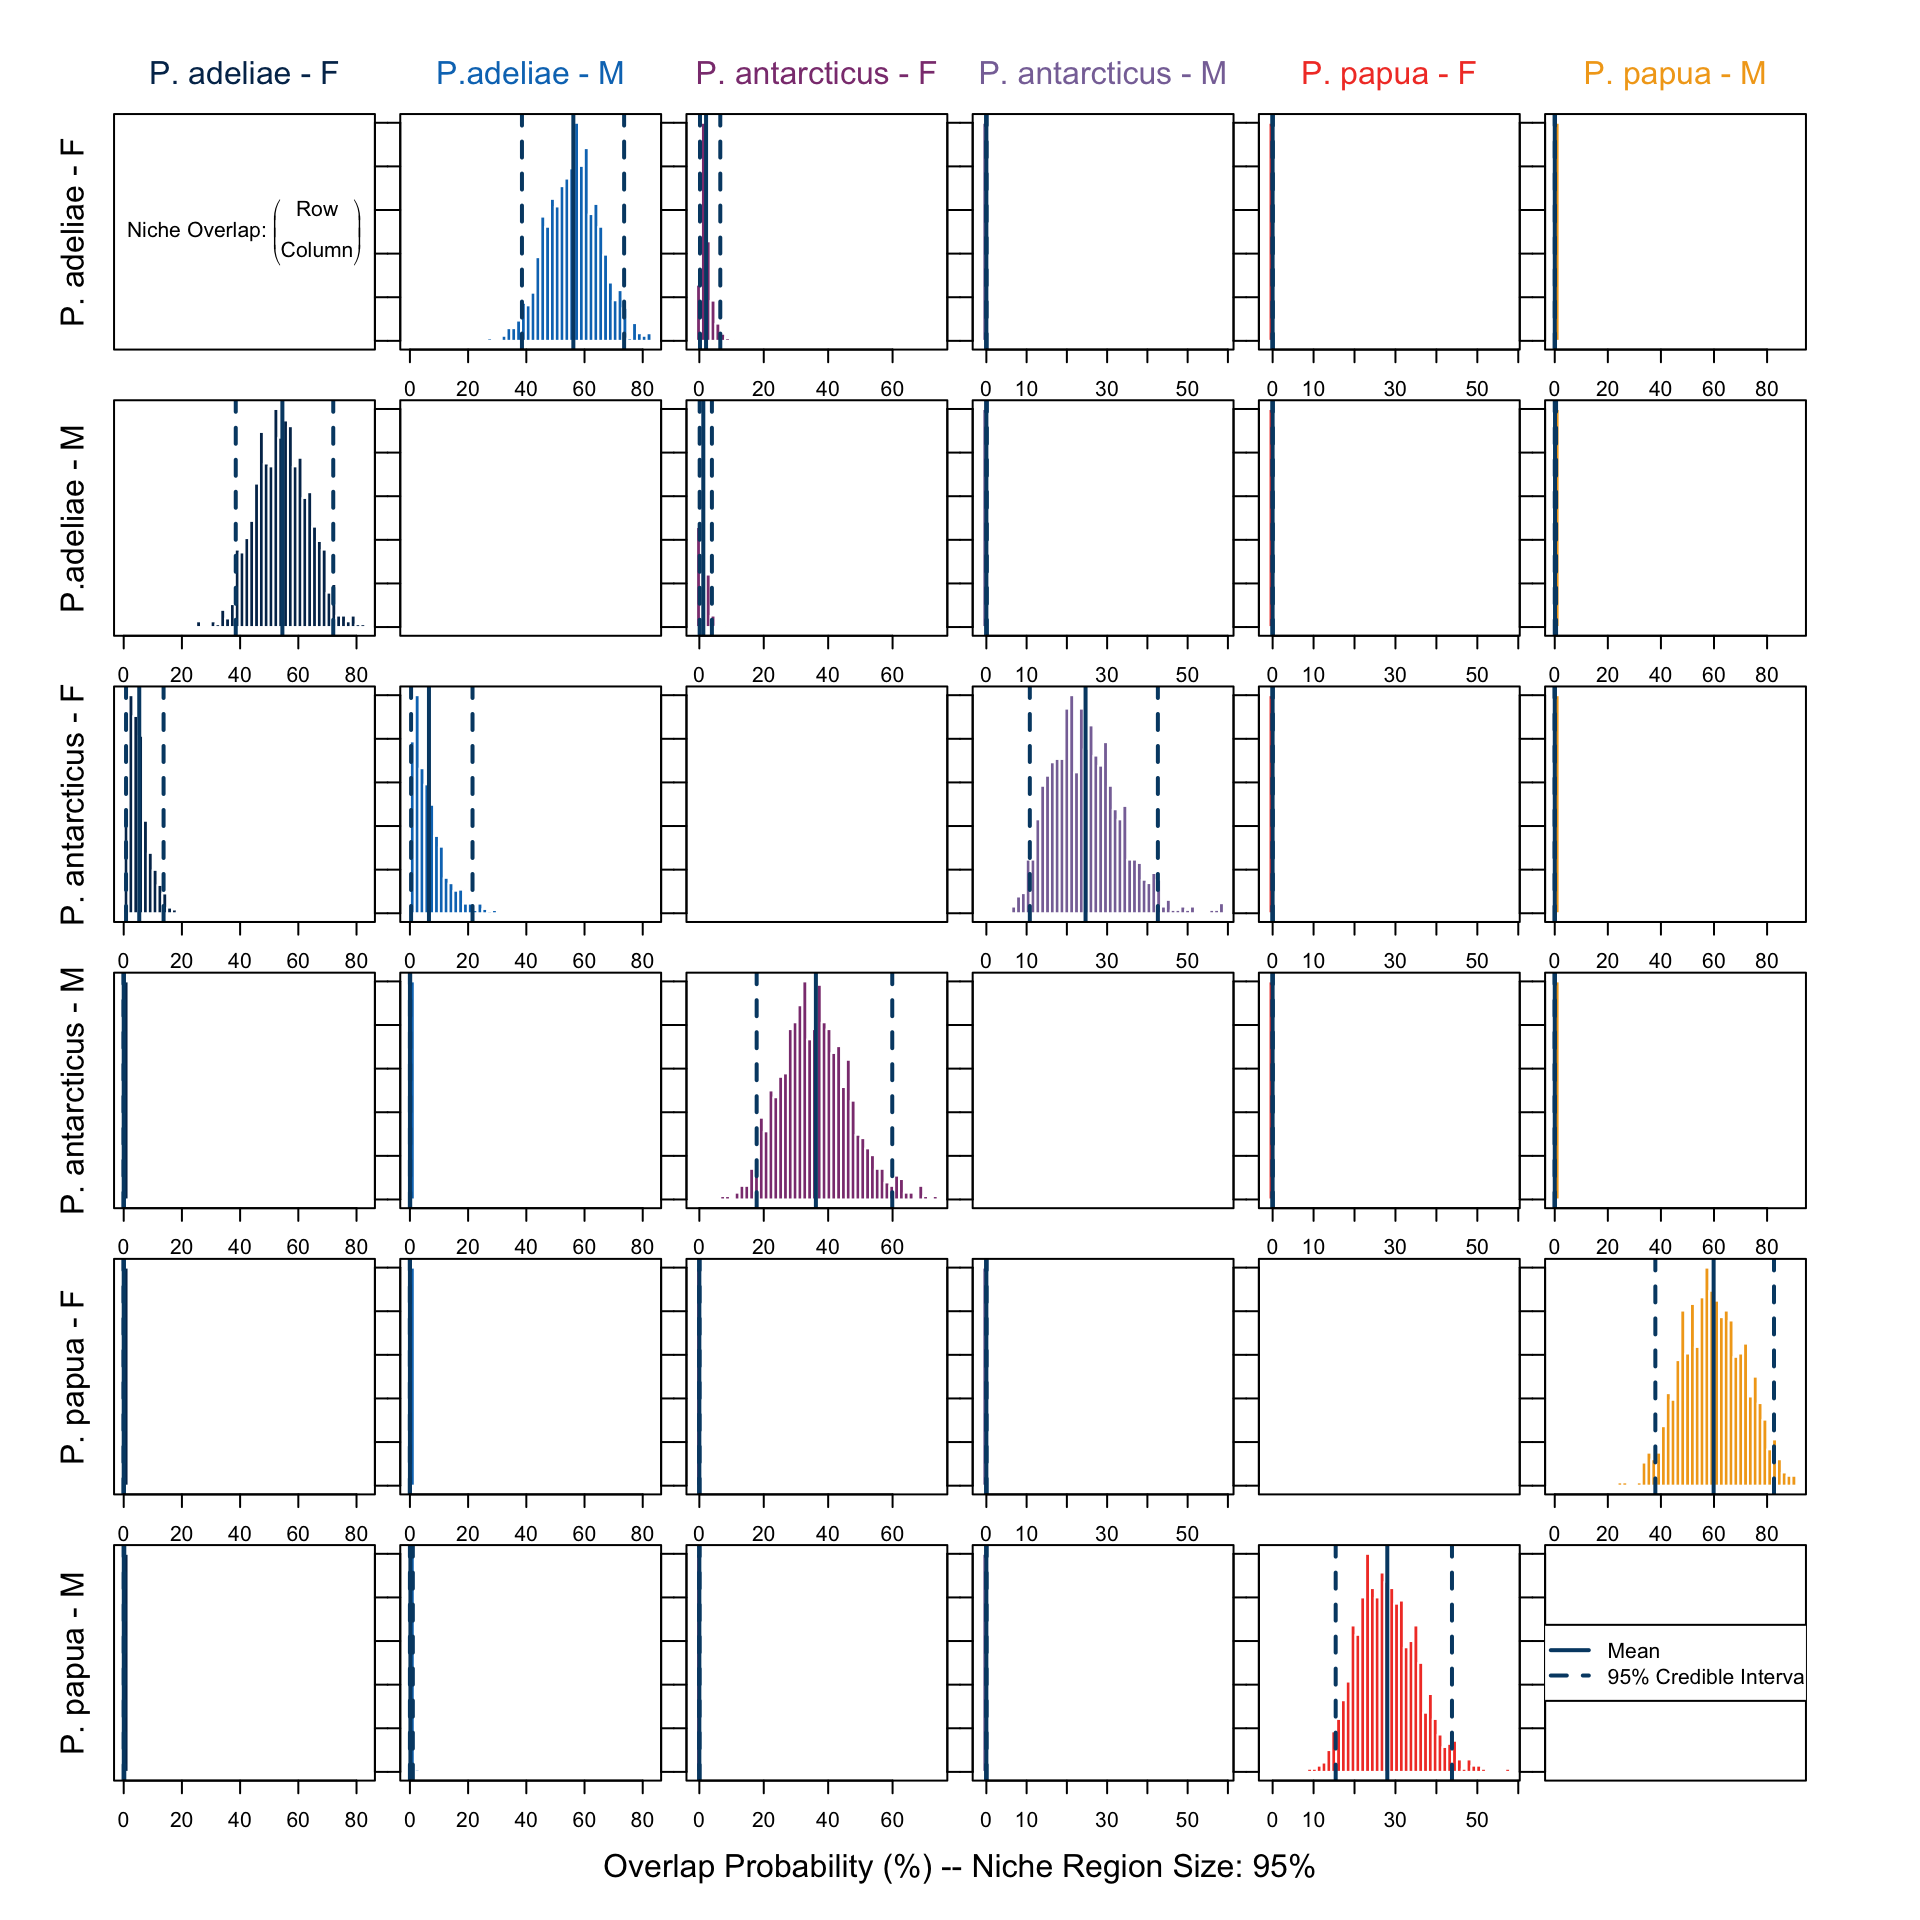 P. adeliae - F P.adeliae - M P. antarcticus - F P. antarcticus - M P. papua - F P. papua - M
P. adeliae - F
Niche Overlap: Row
Column
0 20 40 60 80 0 20 40 60 0 10 30 50 0 10 30 50 0 20 40 60 80
P.adeliae - M
0 20 40 60 80 0 20 40 60 0 10 30 50 0 10 30 50 0 20 40 60 80
P. antarcticus - F
0 20 40 60 80 0 20 40 60 80 0 10 30 50 0 10 30 50 0 20 40 60 80
P. antarcticus - M
0 20 40 60 80 0 20 40 60 80 0 20 40 60 0 10 30 50 0 20 40 60 80
P. papua - F
0 20 40 60 80 0 20 40 60 80 0 20 40 60 0 10 30 50 0 20 40 60 80
P. papua - M
Mean
95% Credible Interva
0 20 40 60 80 0 20 40 60 80 0 20 40 60 0 10 30 50 0 10 30 50
Overlap Probability (%) -- Niche Region Size: 95%